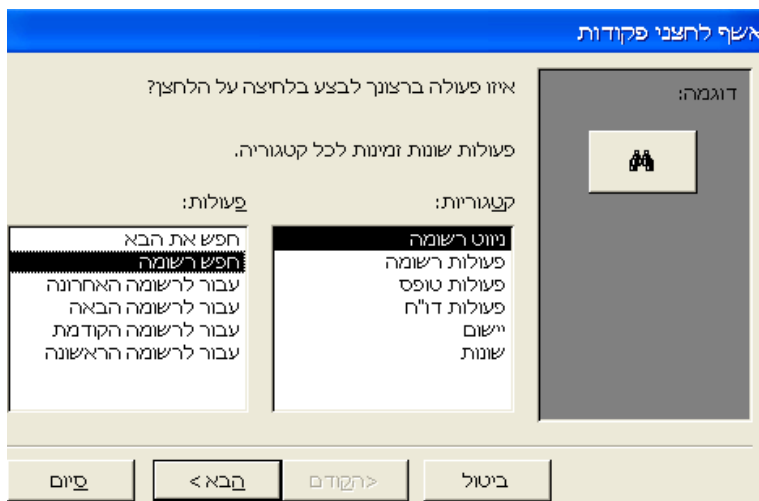 אשף לחצני פקודות
דוגמה:
איזו פעולה ברצונך לבצע בלחיצה על הלחצן?
פעולות שונות זמינות לכל קטגוריה.
קטגוריות:
ניווט רשומה
פעולות רשומה
פעולות טופס
פעולות דו"ח
יישום
שונות
פעולות:
חפש את הבא
חפש רשומה
עבור לרשומה האחרונה
עבור לרשומה הבאה
עבור לרשומה הקודמת
עבור לרשומה הראשונה
ביטול
<הקודם
הבא >
סיום